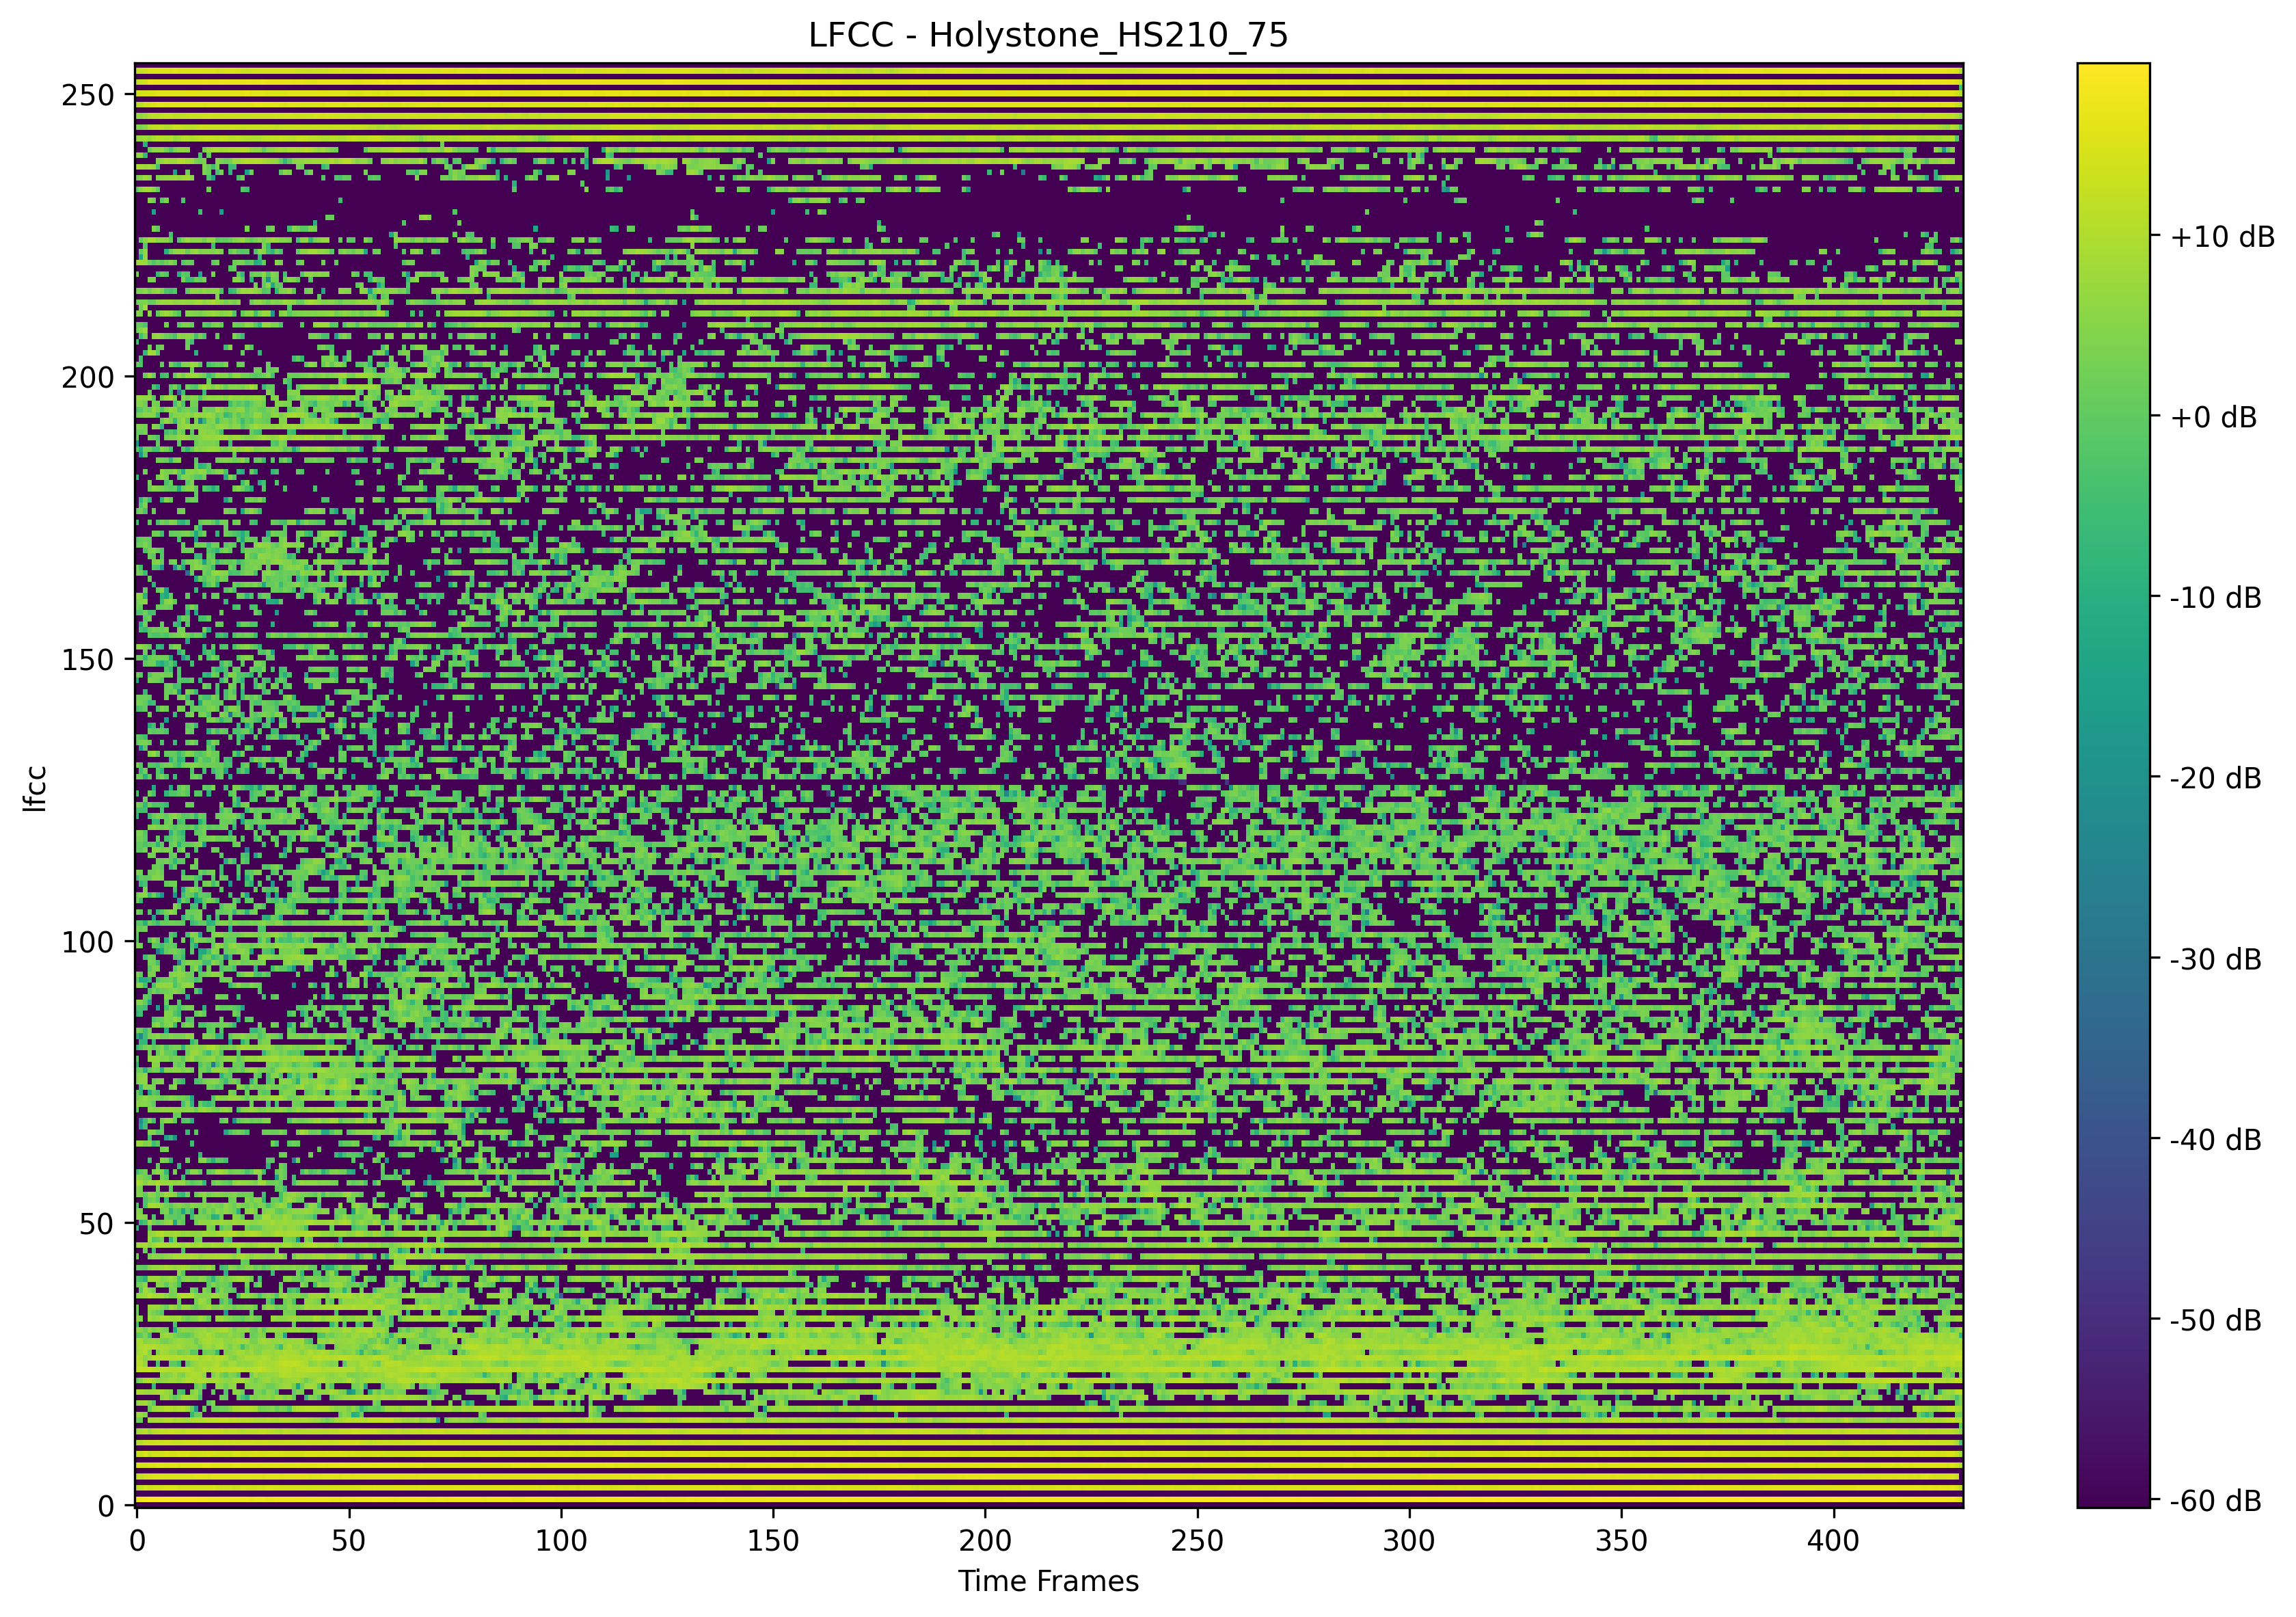 LFCC - Holystone_HS210_75
250
200
150
100
50
0
lfcc
0 50 100 150 200 250 300 350 400
Time Frames
+10 dB
+0 dB
-10 dB
-20 dB
-30 dB
-40 dB
-50 dB
-60 dB